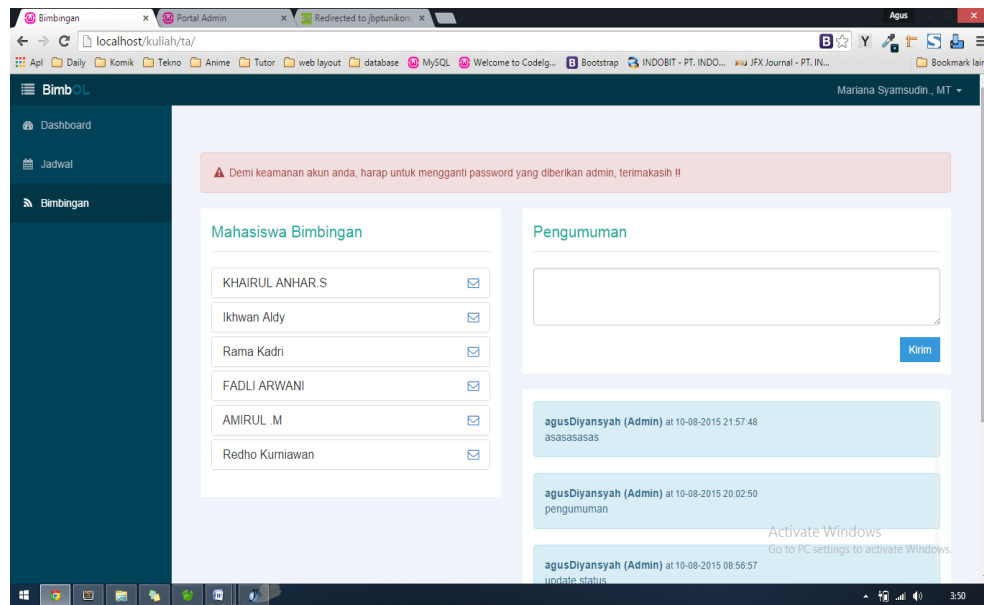 Bimbingan
Portal Admin
Redirected to jbptunikom
Agus
localhost/kuliah/ta/
Apl Daily Komik Tekno Anime Tutor web layout database MySQL Welcome to CodeIg... Bootstrap INDOBIT - PT. INDO... JFX Journal - PT. IN... Bookmark lair
BimbOL
Mariana Syamsudin., MT
Dashboard
Jadwal
Bimbingan
Demi keamanan akun anda, harap untuk mengganti password yang diberikan admin, terimakasih !!
Mahasiswa Bimbingan
KHAIRUL ANHAR.S
Ikhwan Aldy
Rama Kadri
FADLI ARWANI
AMIRUL .M
Redho Kurniawan
Pengumuman
Kirim
agusDiyansyah (Admin) at 10-08-2015 21:57:48
asasasasas
agusDiyansyah (Admin) at 10-08-2015 20:02:50
pengumuman
agusDiyansyah (Admin) at 10-08-2015 08:56:57
update status
Activate Windows
Go to PC settings to activate Windows.
3:50